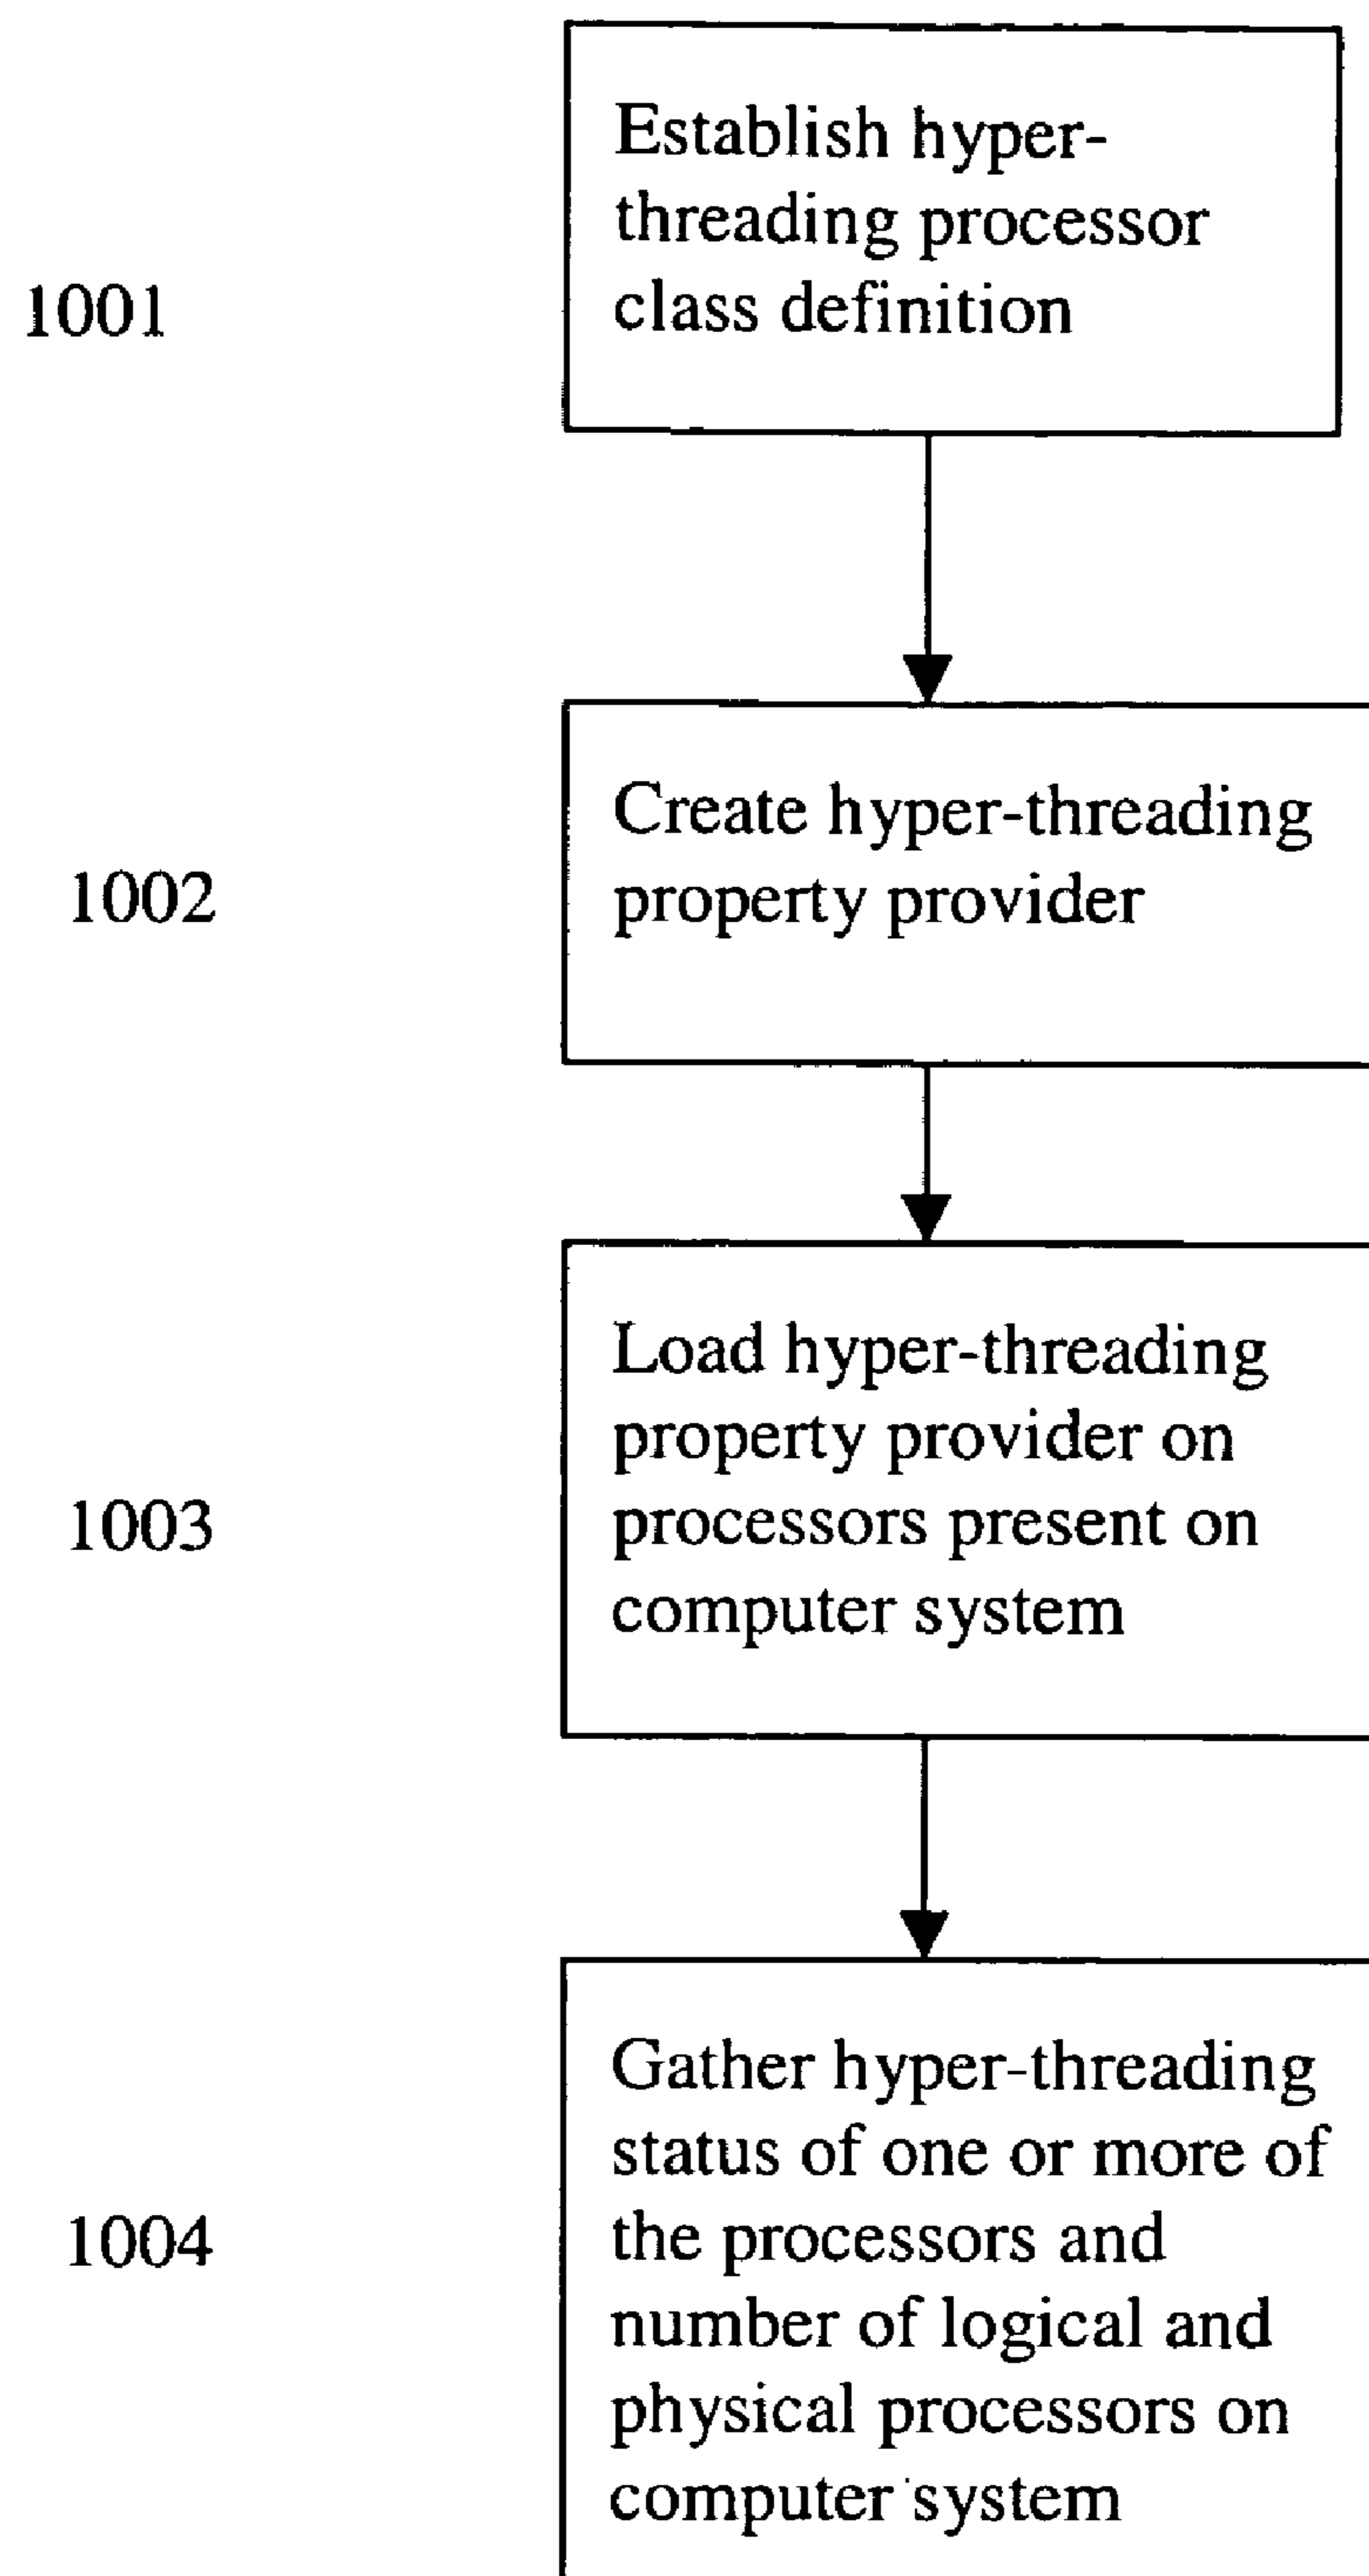 Establish hyper-
threading processor
class definition
1001
Create hyper-threading
property provider
1002
Load hyper-threading
property provider on
processors present on
computer system
1003
Gather hyper-threading
status of one or more of
the processors and
number of logical and
physical processors on
computer system
1004